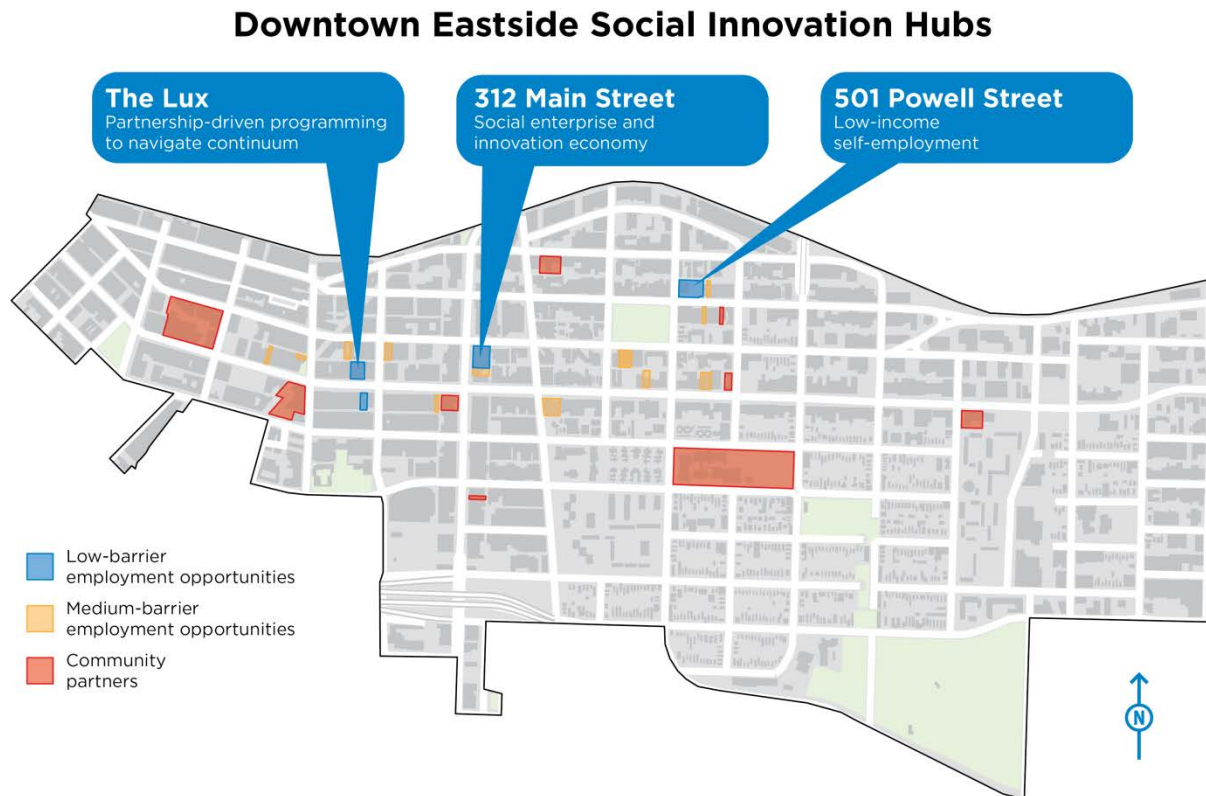 Downtown Eastside Social Innovation Hubs
The Lux
Partnership-driven programming
to navigate continuum
312 Main Street
Social enterprise and
innovation economy
501 Powell Street
Low-income
self-employment
Low-barrier
employment opportunities
Medium-barrier
employment opportunities
Community
partners
N